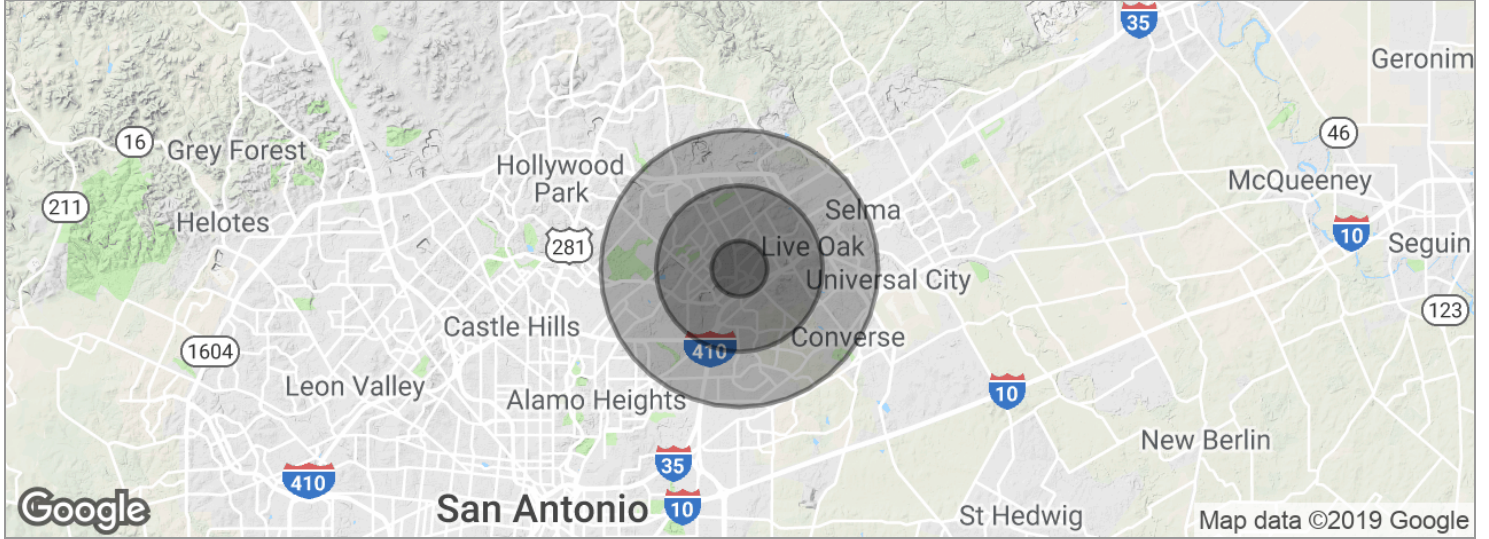 35
Geronim
16
Grey Forest
46
Hollywood
Park
McQueeney
211
Helotes
Selma
281
Live Oak
10
Seguin
Universal City
123
Castle Hills
Converse
1604
410
Leon Valley
Alamo Heights
10
New Berlin
35
410
San Antonio
10
St Hedwig
Google
Map data ©2019 Google